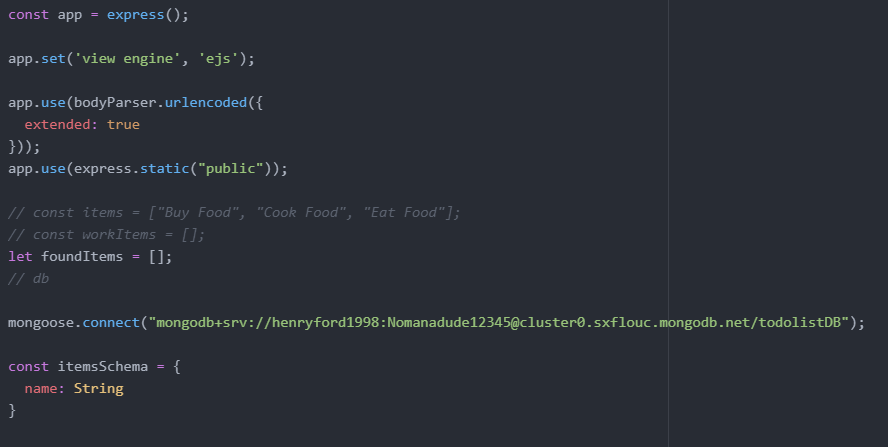 const app = express();
app.set('view engine', 'ejs');
app.use(bodyParser.urlencoded({
  extended: true
}));
app.use(express.static("public"));
// const items = ["Buy Food", "Cook Food", "Eat Food"];
// const workItems = [];
let foundItems = [];
// db
mongoose.connect("mongodb+srv://henryford1998:Nomanadude12345@cluster0.sxflouc.mongodb.net/todolistDB");
const itemsSchema = {
  name: String
}